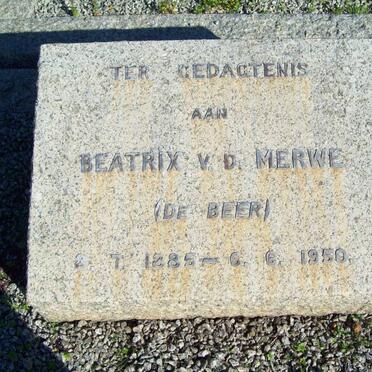 TER GEDAGTENIS
AAN
BEATRIX V. D. MERWE
(DE BEER)
7. 1885 – 6. 6. 1950.